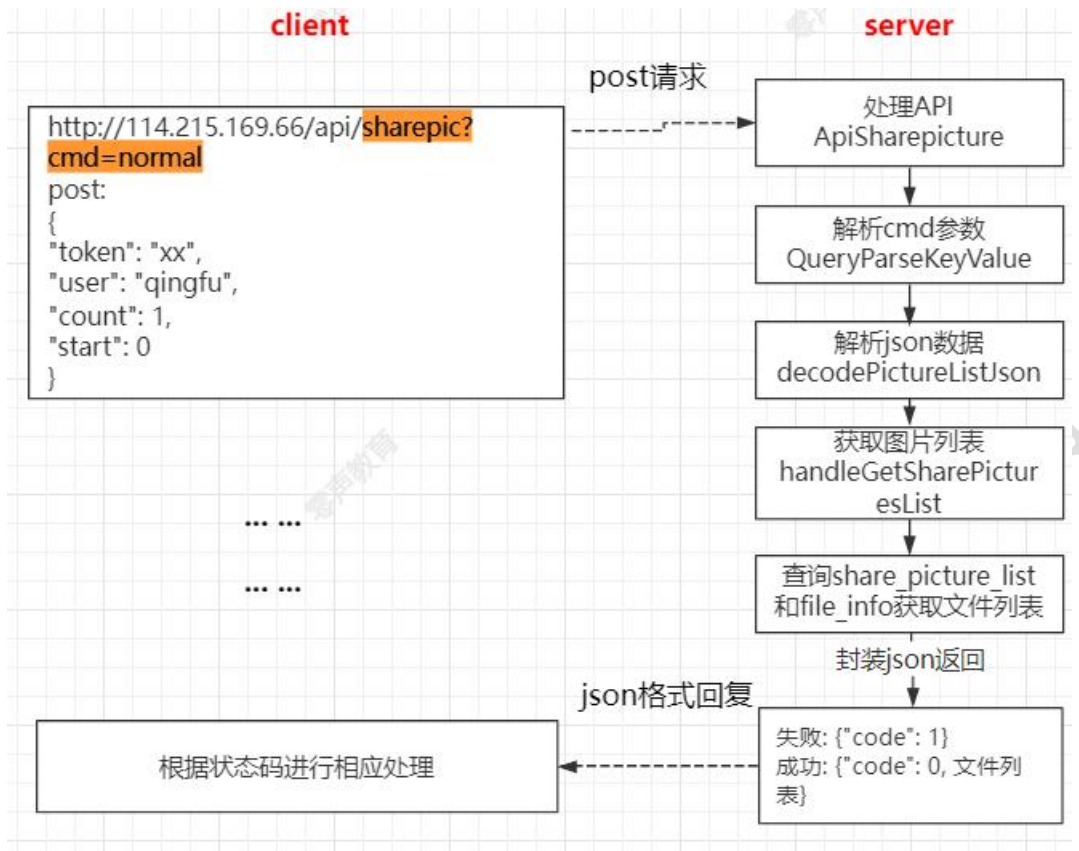 client
server
post请求
http://114.215.169.66/api/sharepic?
cmd=normal
post:
{
"token": "xx",
"user": "qingfu",
"count": 1,
"start": 0
}
处理API
ApiSharepicture
解析cmd参数
QueryParseKeyValue
解析json数据
decodePictureListJson
获取图片列表
handleGetSharePictur
esList
零声教育
... ...
... ...
查询share_picture_list
和file_info获取文件列表
封装json返回
json格式回复
失败: {"code": 1}
成功: {"code": 0, 文件列
表}
根据状态码进行相应处理